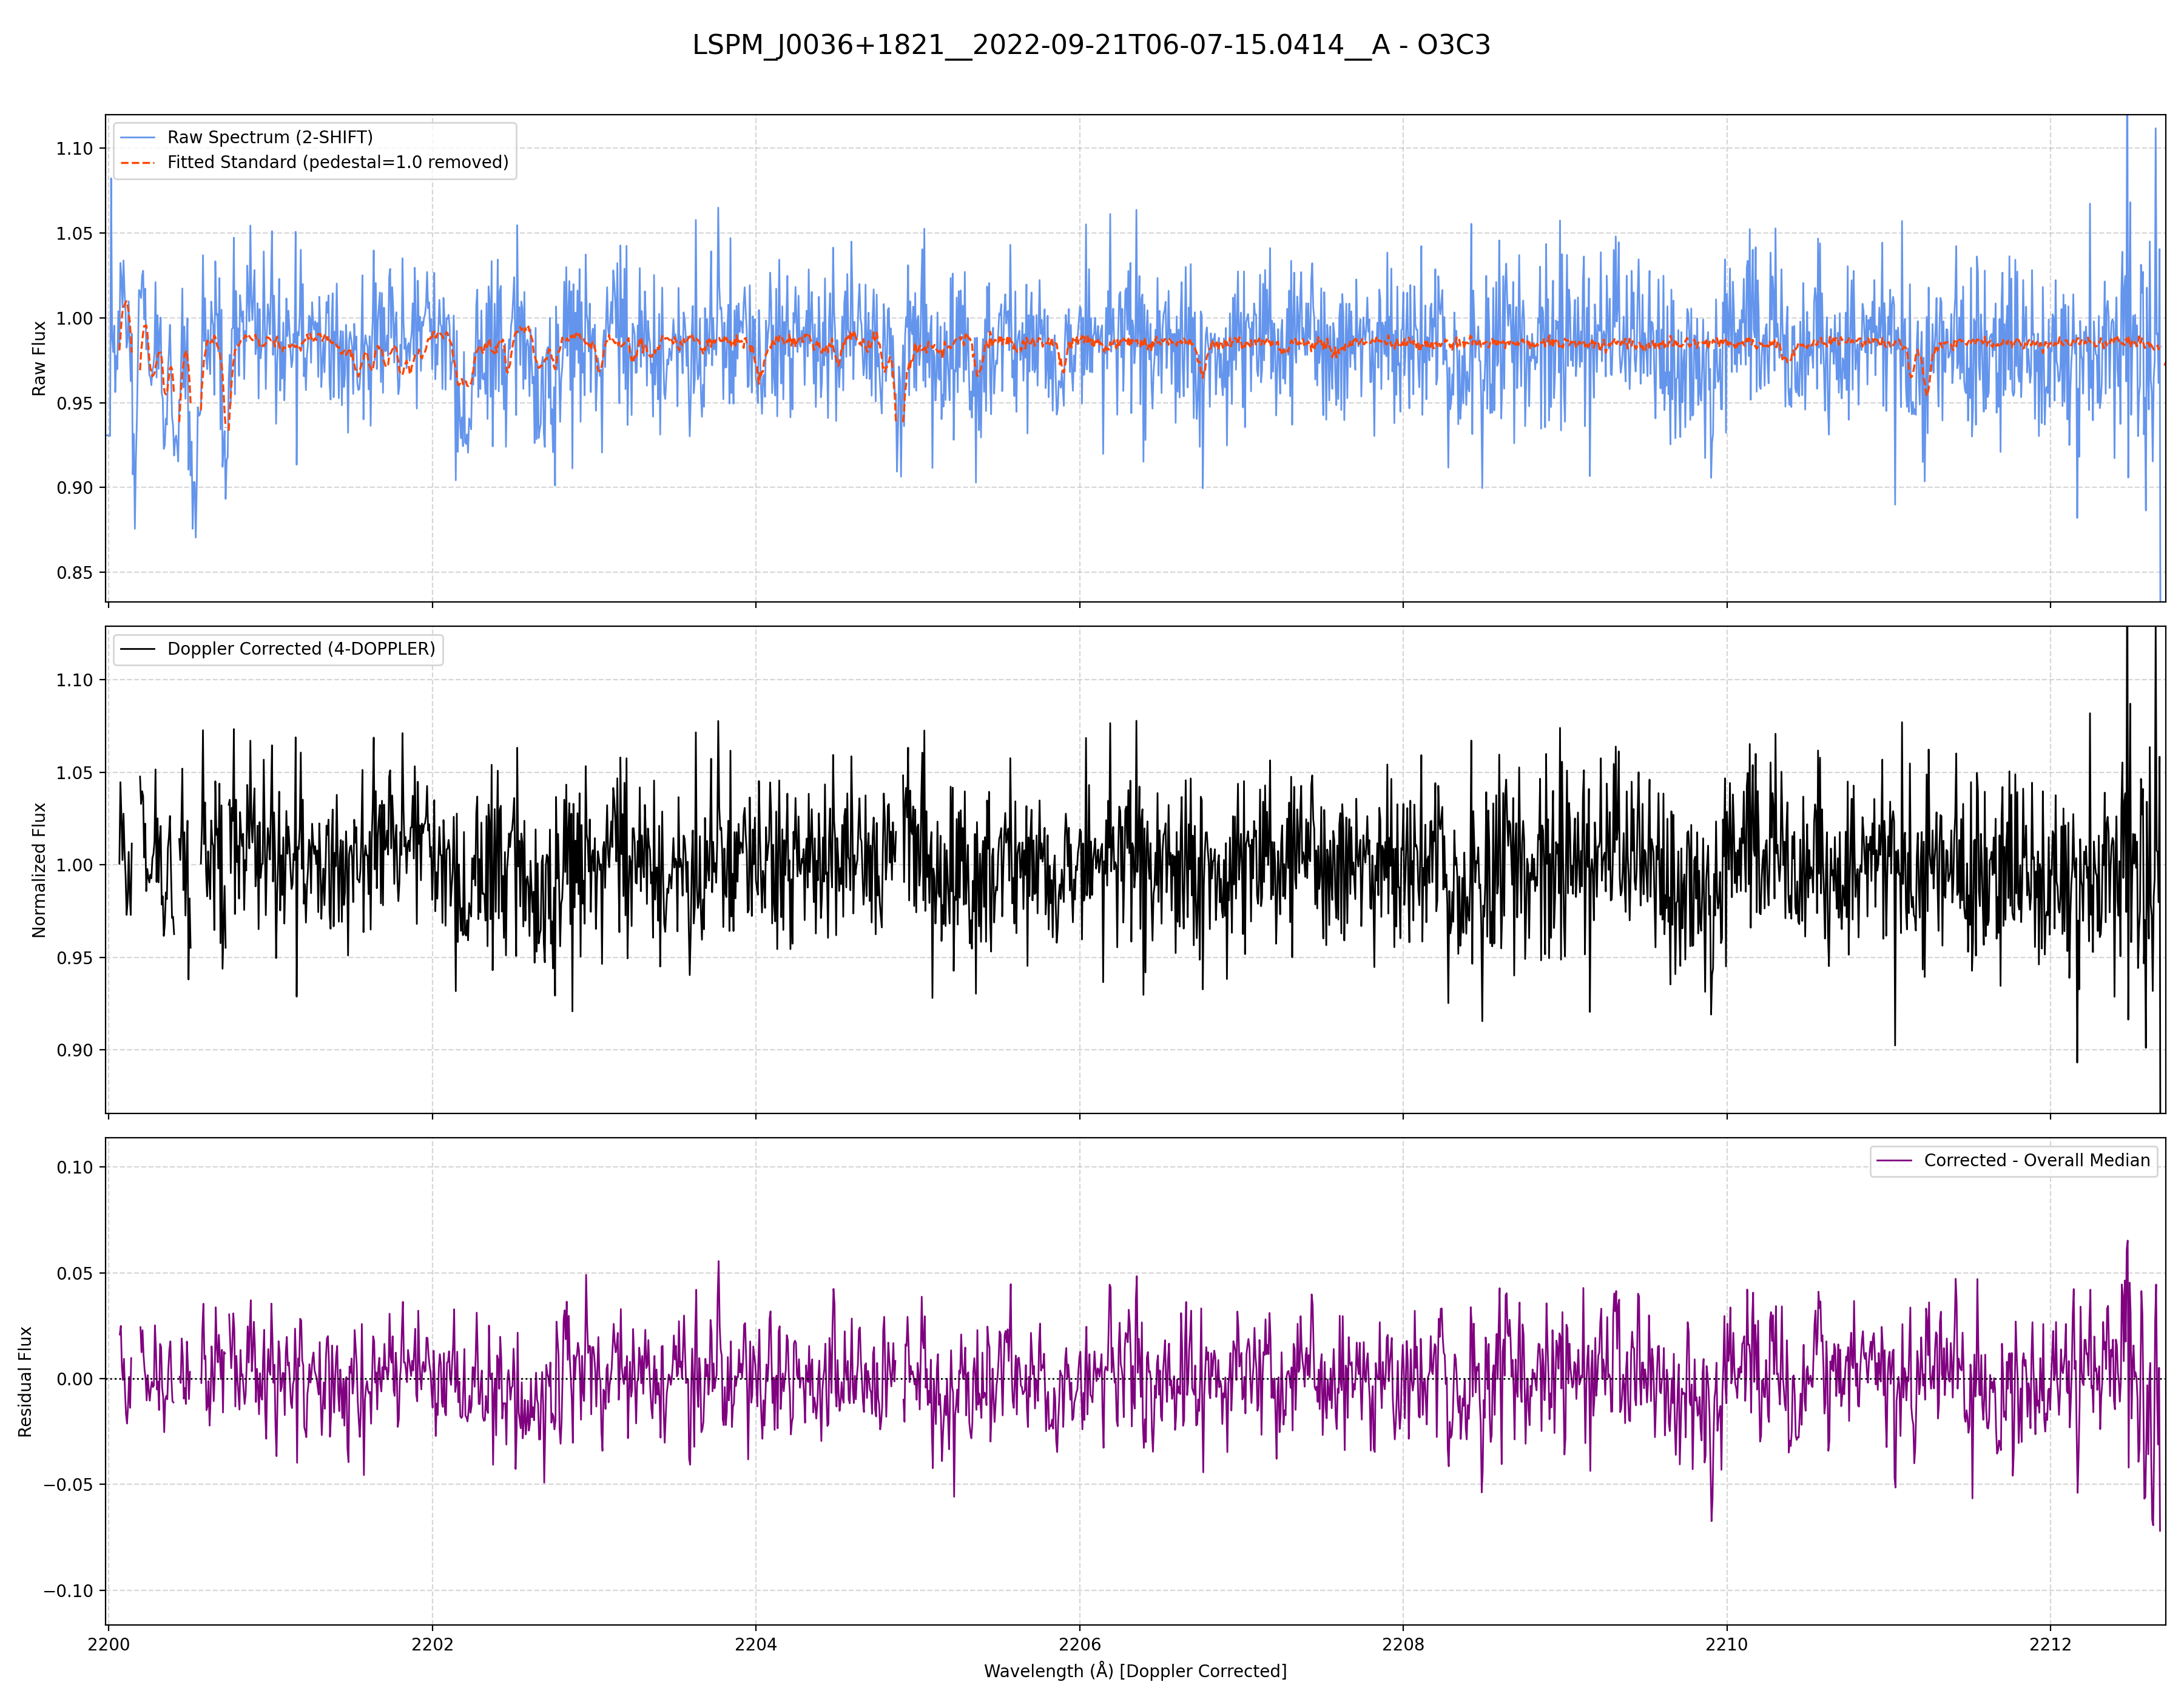 LSPM_J0036+1821__2022-09-21T06-07-15.0414__A - O3C3
Raw Spectrum (2-SHIFT)
Fitted Standard (pedestal=1.0 removed)
1.10
1.05
1.00
0.95
0.90
0.85
Raw Flux
Doppler Corrected (4-DOPPLER)
1.10
1.05
1.00
0.95
0.90
Normalized Flux
Corrected - Overall Median
0.10
0.05
0.00
−0.05
−0.10
Residual Flux
2200 2202 2204 2206 2208 2210 2212
Wavelength (Å) [Doppler Corrected]